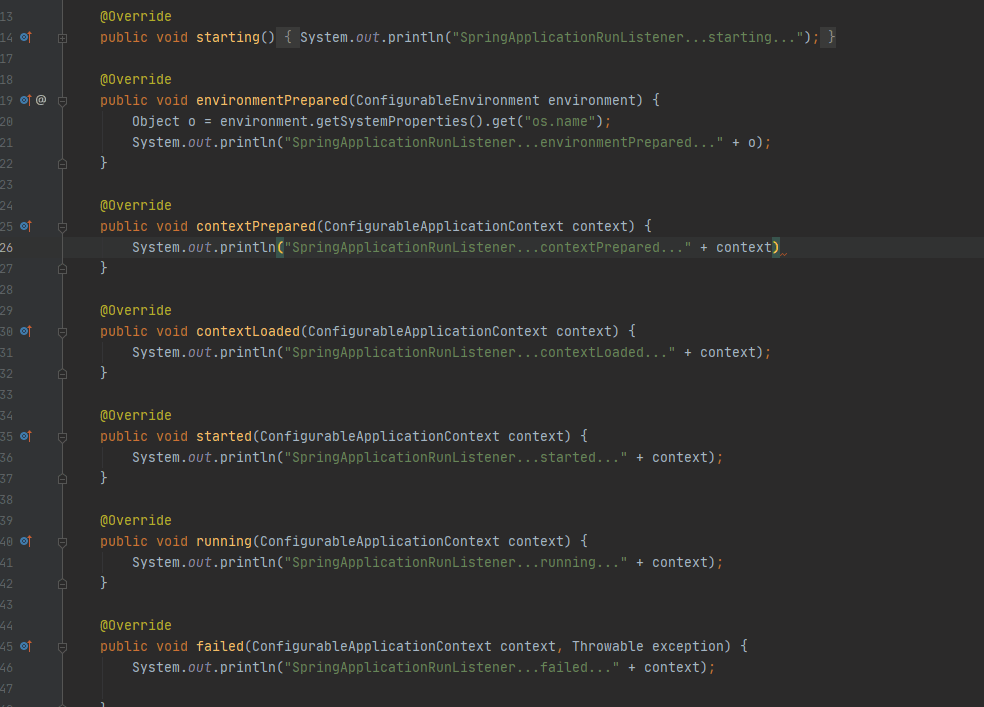 13 @Override
14 @ public void starting() { System.out.println("SpringApplicationRunListener...starting..."); }
17
18 @Override
19 @ public void environmentPrepared(ConfigurableEnvironment environment) {
20 Object o = environment.getSystemProperties().get("os.name");
21 System.out.println("SpringApplicationRunListener...environmentPrepared..." + o);
22 }
23
24 @Override
25 public void contextPrepared(ConfigurableApplicationContext context) {
26 System.out.println("SpringApplicationRunListener...contextPrepared..." + context)
27 }
28
29 @Override
30 public void contextLoaded(ConfigurableApplicationContext context) {
31 System.out.println("SpringApplicationRunListener...contextLoaded..." + context);
32 }
33
34 @Override
35 public void started(ConfigurableApplicationContext context) {
36 System.out.println("SpringApplicationRunListener...started..." + context);
37 }
38
39 @Override
40 public void running(ConfigurableApplicationContext context) {
41 System.out.println("SpringApplicationRunListener...running..." + context);
42 }
43
44 @Override
45 public void failed(ConfigurableApplicationContext context, Throwable exception) {
46 System.out.println("SpringApplicationRunListener...failed..." + context);
47